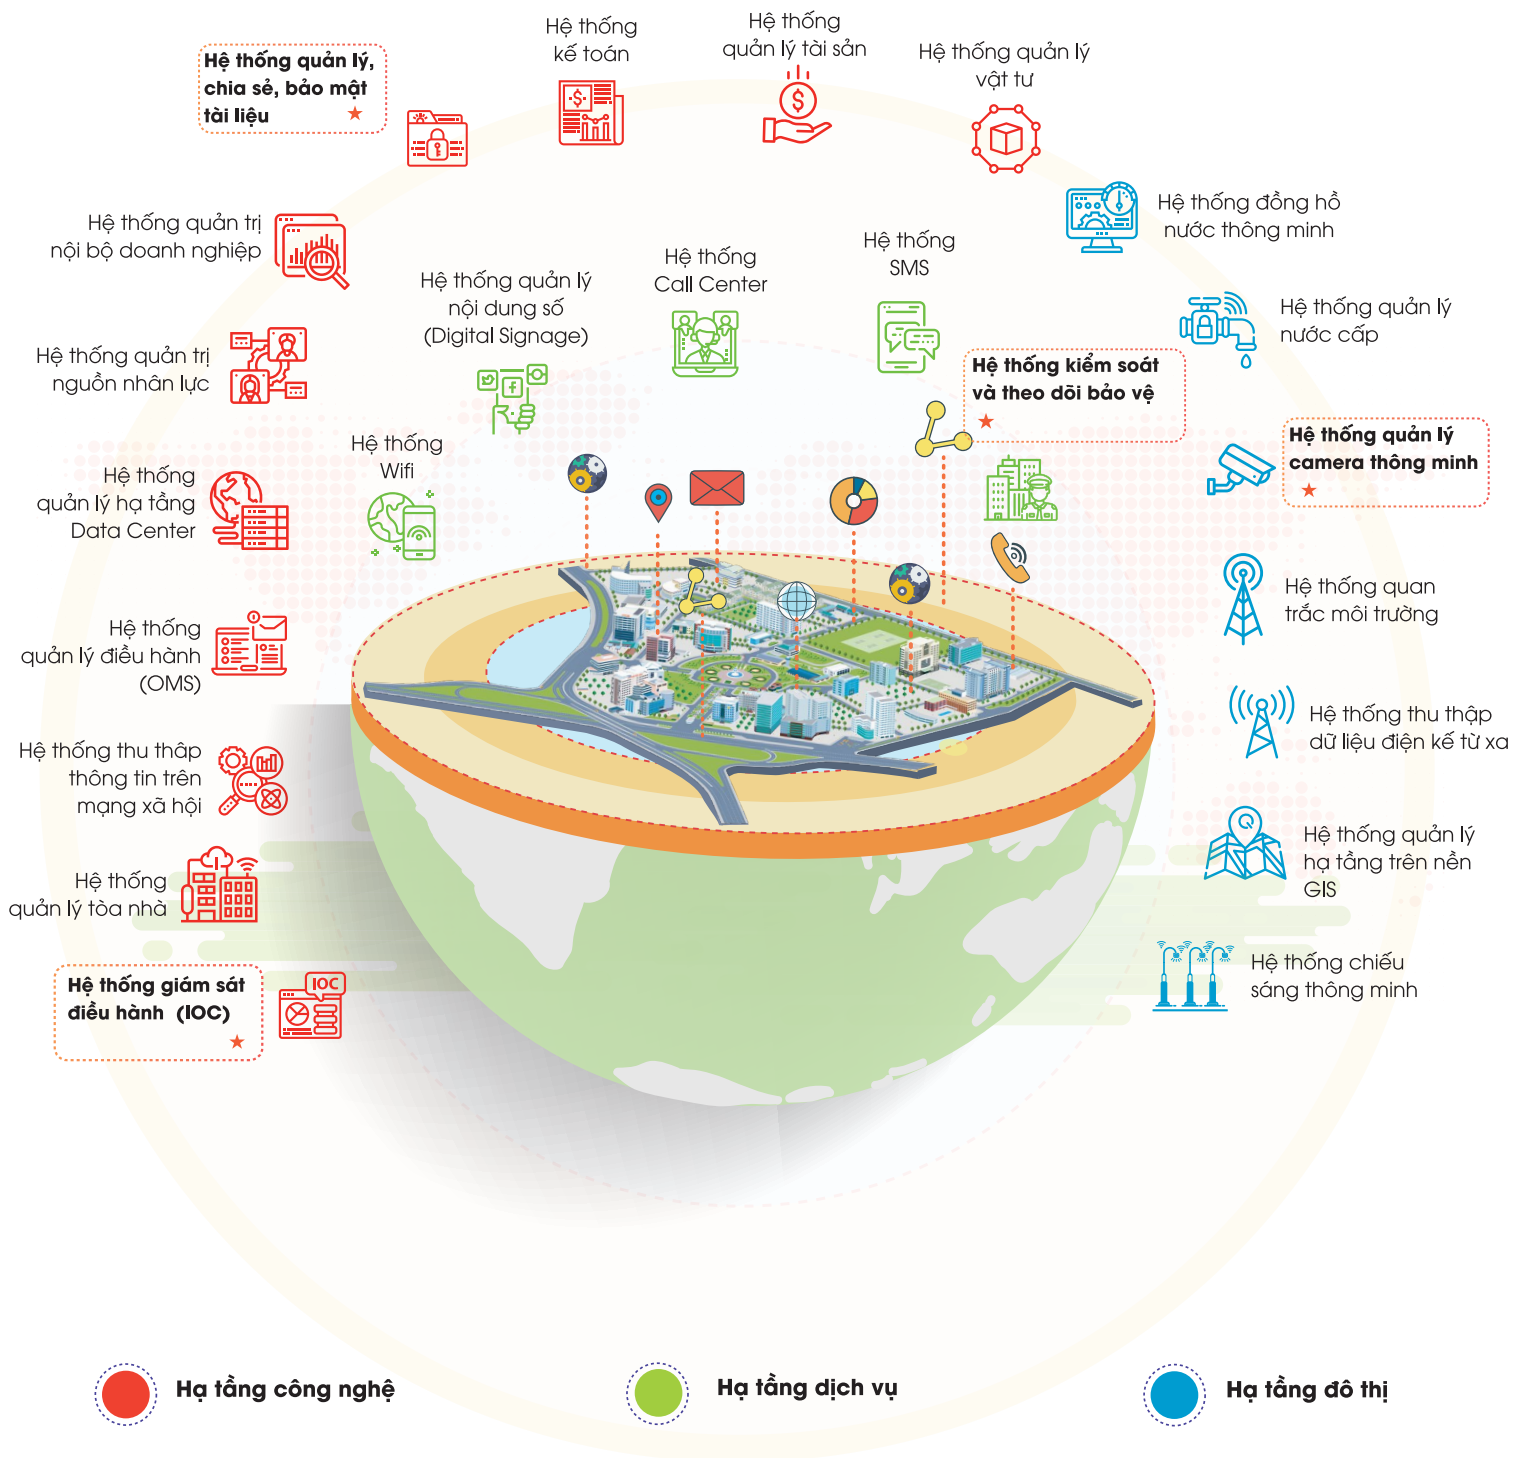 Hệ thống
kế toán
Hệ thống
quản lý tài sản
Hệ thống quản lý
vật tư
Hệ thống quản lý,
chia sẻ, bảo mật
tài liệu
Hệ thống đồng hồ
nước thông minh
Hệ thống quản trị
nội bộ doanh nghiệp
Hệ thống
Call Center
Hệ thống
SMS
Hệ thống quản lý
nội dung số
(Digital Signage)
Hệ thống quản lý
nước cấp
Hệ thống quản trị
nguồn nhân lực
Hệ thống kiểm soát
và theo dõi bảo vệ
Hệ thống quản lý
camera thông minh
Hệ thống
Wifi
Hệ thống
quản lý hạ tầng
Data Center
Hệ thống quan
trắc môi trường
Hệ thống
quản lý điều hành
(OMS)
Hệ thống thu thập
dữ liệu điện kế từ xa
Hệ thống thu thâp
thông tin trên
mạng xã hội
Hệ thống quản lý
hạ tầng trên nền
GIS
Hệ thống
quản lý tòa nhà
Hệ thống chiếu
sáng thông minh
Hệ thống giám sát
điều hành (IOC)
IOC
Hạ tầng công nghệ
Hạ tầng dịch vụ
Hạ tầng đô thị